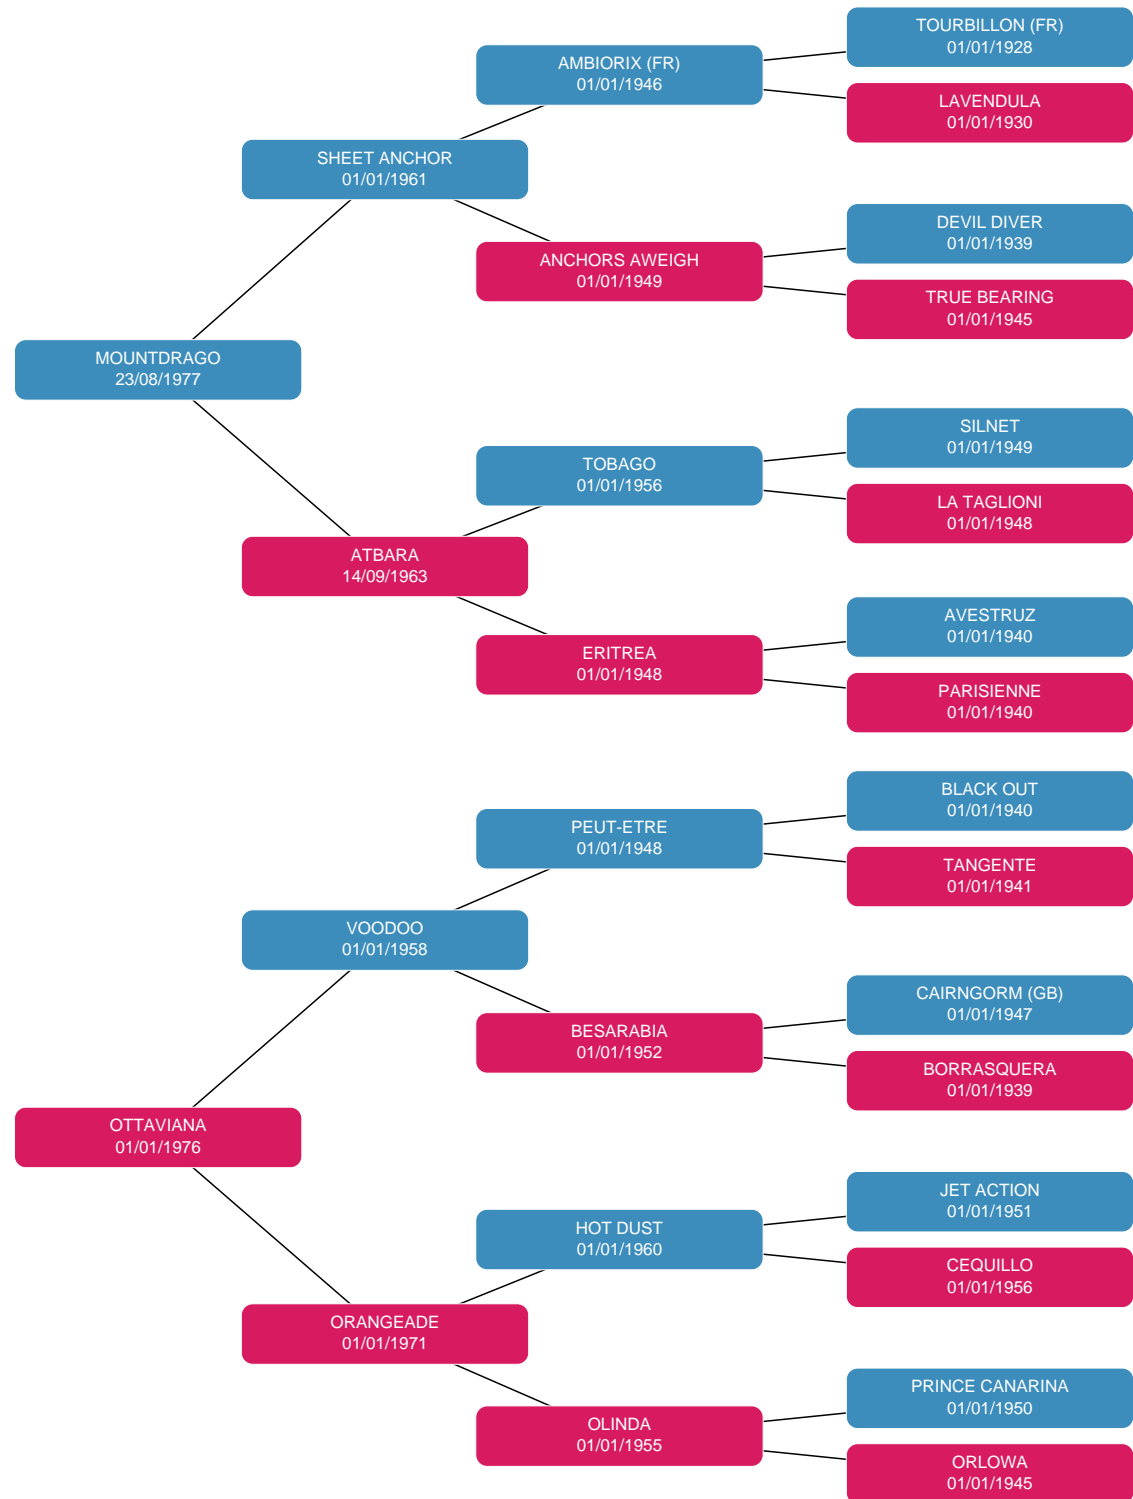 TOURBILLON (FR)
01/01/1928
AMBIORIX (FR)
01/01/1946
LAVENDULA
01/01/1930
SHEET ANCHOR
01/01/1961
DEVIL DIVER
01/01/1939
ANCHORS AWEIGH
01/01/1949
TRUE BEARING
01/01/1945
MOUNTDRAGO
23/08/1977
SILNET
01/01/1949
TOBAGO
01/01/1956
LA TAGLIONI
01/01/1948
ATBARA
14/09/1963
AVESTRUZ
01/01/1940
ERITREA
01/01/1948
PARISIENNE
01/01/1940
BLACK OUT
01/01/1940
PEUT-ETRE
01/01/1948
TANGENTE
01/01/1941
VOODOO
01/01/1958
CAIRNGORM (GB)
01/01/1947
BESARABIA
01/01/1952
BORRASQUERA
01/01/1939
OTTAVIANA
01/01/1976
JET ACTION
01/01/1951
HOT DUST
01/01/1960
CEQUILLO
01/01/1956
ORANGEADE
01/01/1971
PRINCE CANARINA
01/01/1950
OLINDA
01/01/1955
ORLOWA
01/01/1945